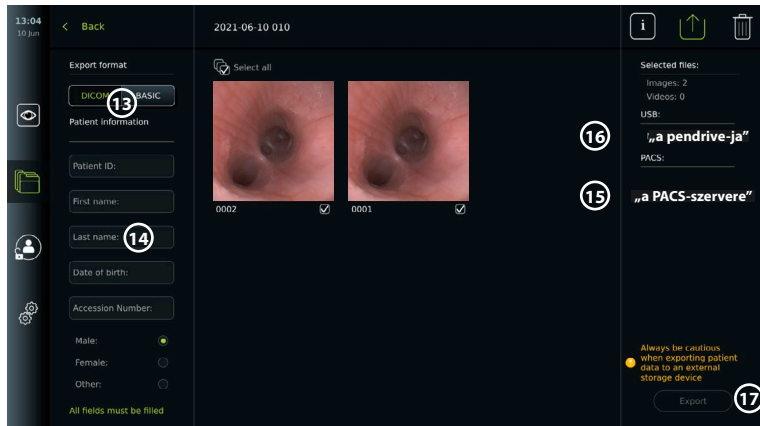 13:04
10 Jun
Back
2021-06-10 010
i
Export format
DICOM
BASIC
13
Patient information
Patient ID:
First name:
Last name:
14
Date of birth:
Accession Number:
Male:
Female:
Other:
All fields must be filled
Select all
0002
0001
Selected files:
Images: 2
Videos: 0
USB:
16
„a pendrive-ja”
PACS:
15
„a PACS-szervere”
Always be cautious
when exporting patient
data to an external
storage device
Export
17